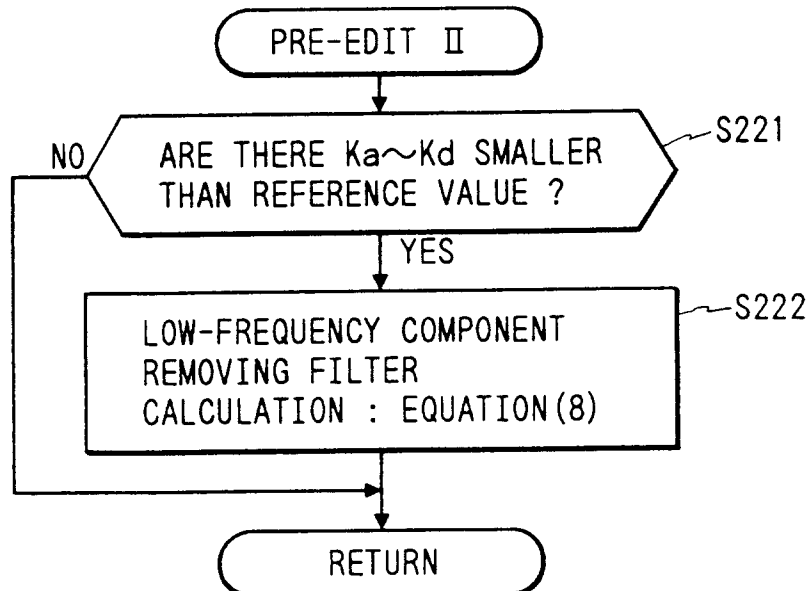 PRE-EDIT Ⅱ
S221
NO
ARE THERE Ka～Kd SMALLER
THAN REFERENCE VALUE ?
YES
S222
LOW-FREQUENCY COMPONENT
REMOVING FILTER
CALCULATION : EQUATION(8)
RETURN